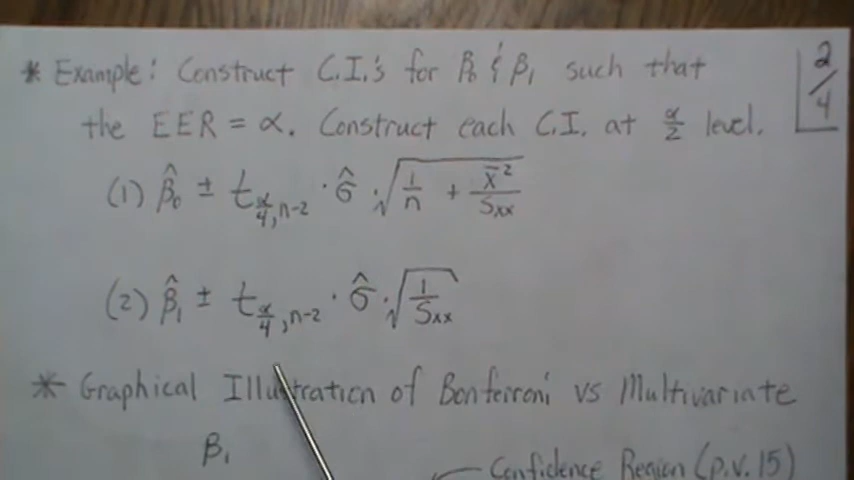 * Example: Construct C.I.'s for β₀ & β₁ such that
the EER = α. Construct each C.I. at α/2 level.
2/4
(1) β̂₀ ± t_{α/4, n-2} · σ̂ · √(1/n + x̄²/Sxx)
(2) β̂₁ ± t_{α/4, n-2} · σ̂ · √(1/Sxx)
* Graphical Illustration of Bonferroni vs Multivariate
β₁
Confidence Region (p.v. 15)